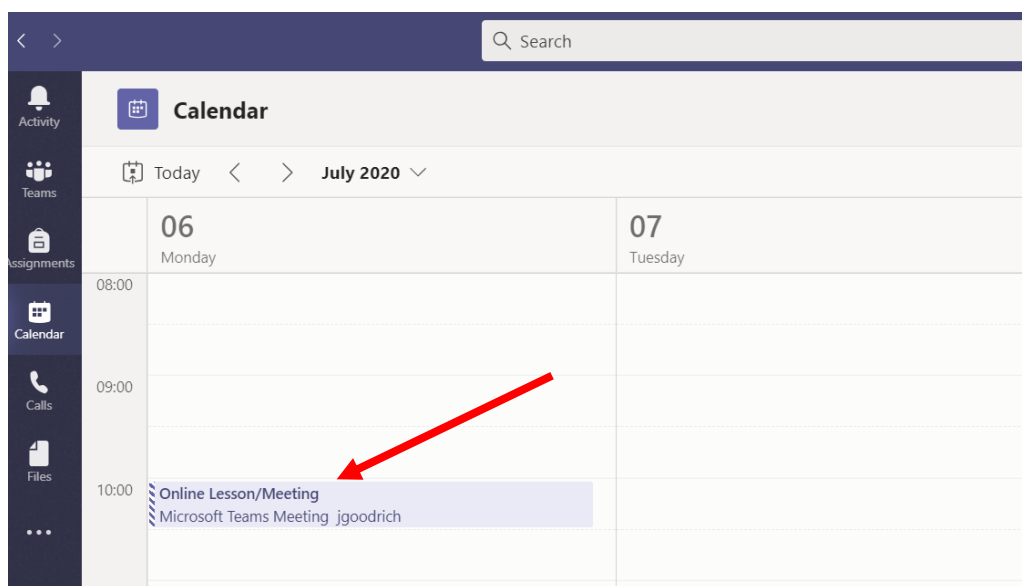 Search
Activity
Calendar
Today
July 2020
Teams
06
07
Monday
Tuesday
Assignments
08:00
Calendar
09:00
Calls
Files
10:00
Online Lesson/Meeting
Microsoft Teams Meeting jgoodrich